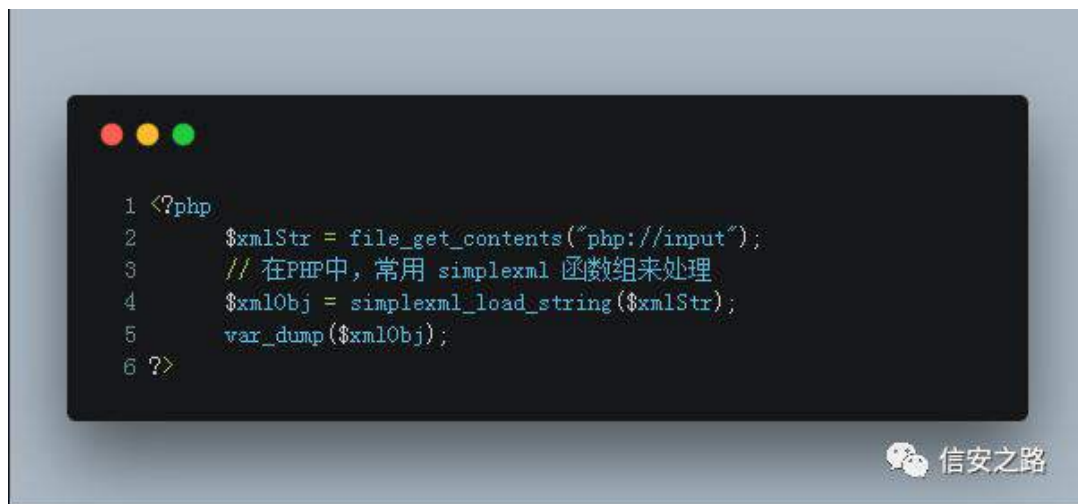 1 <?php
2 $xmlStr = file_get_contents("php://input");
3 // 在PHP中，常用 simplexml 函数组来处理
4 $xmlObj = simplexml_load_string($xmlStr);
5 var_dump($xmlObj);
6 ?>
信安之路